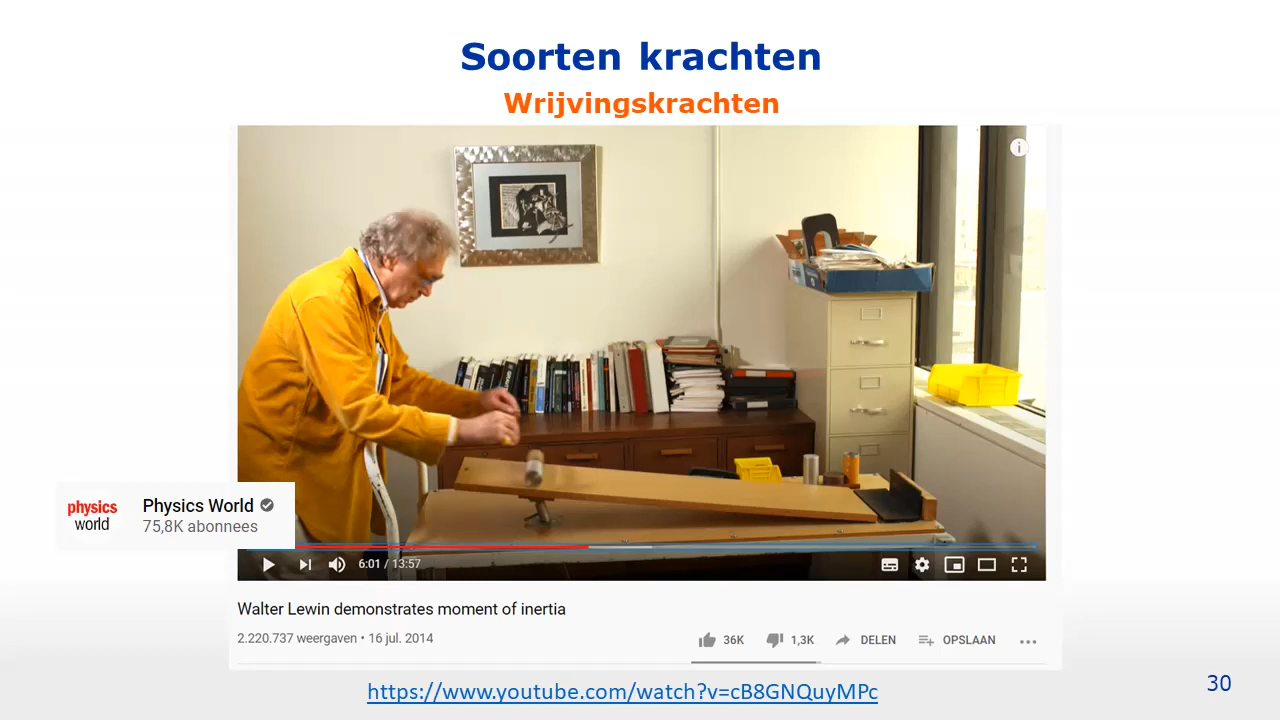 Soorten krachten
Wrijvingskrachten
physics
world
Physics World
75,8K abonnees
6:01 / 13:57
Walter Lewin demonstrates moment of inertia
2.220.737 weergaven • 16 jul. 2014
36K 1,3K DELEN OPSLAAN
https://www.youtube.com/watch?v=cB8GNQuyMPc
30